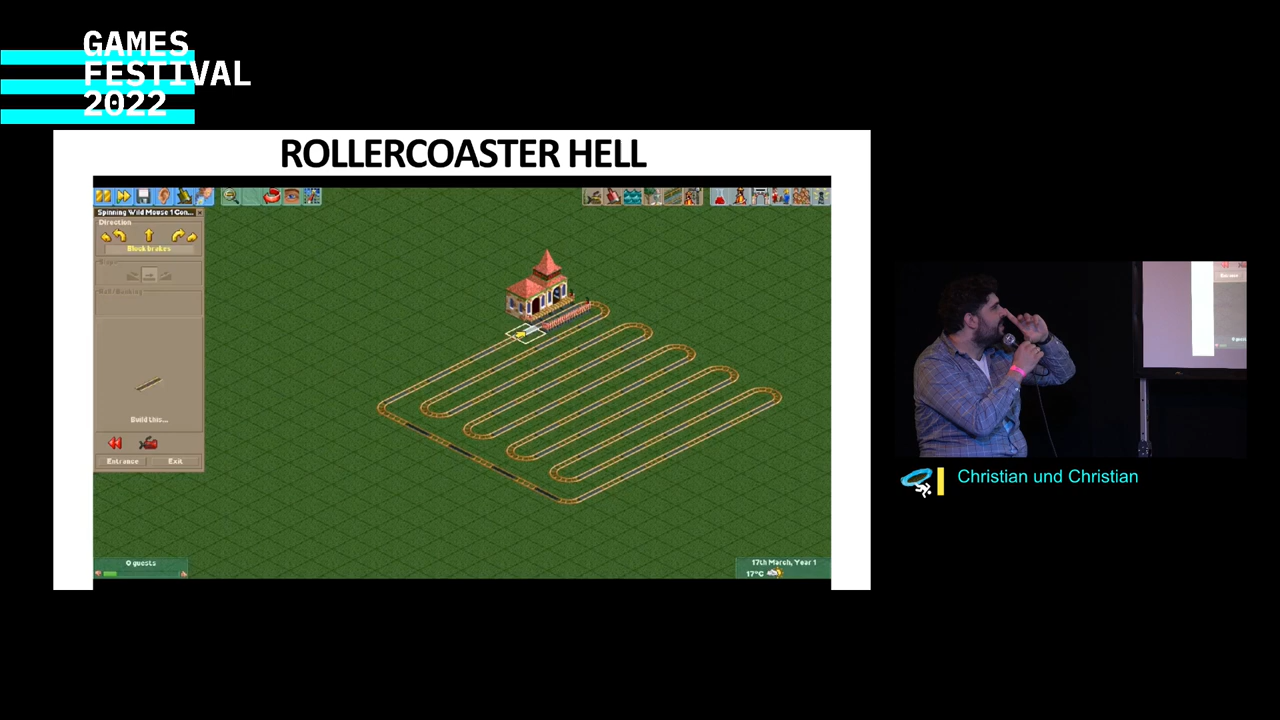 GAMES
FESTIVAL
2022
ROLLERCOASTER HELL
Spinning Wild Mouse 1 Con...
Direction
Block brakes
Build this...
Entrance
Exit
0 guests
17th March, Year 1
17°C
Christian und Christian